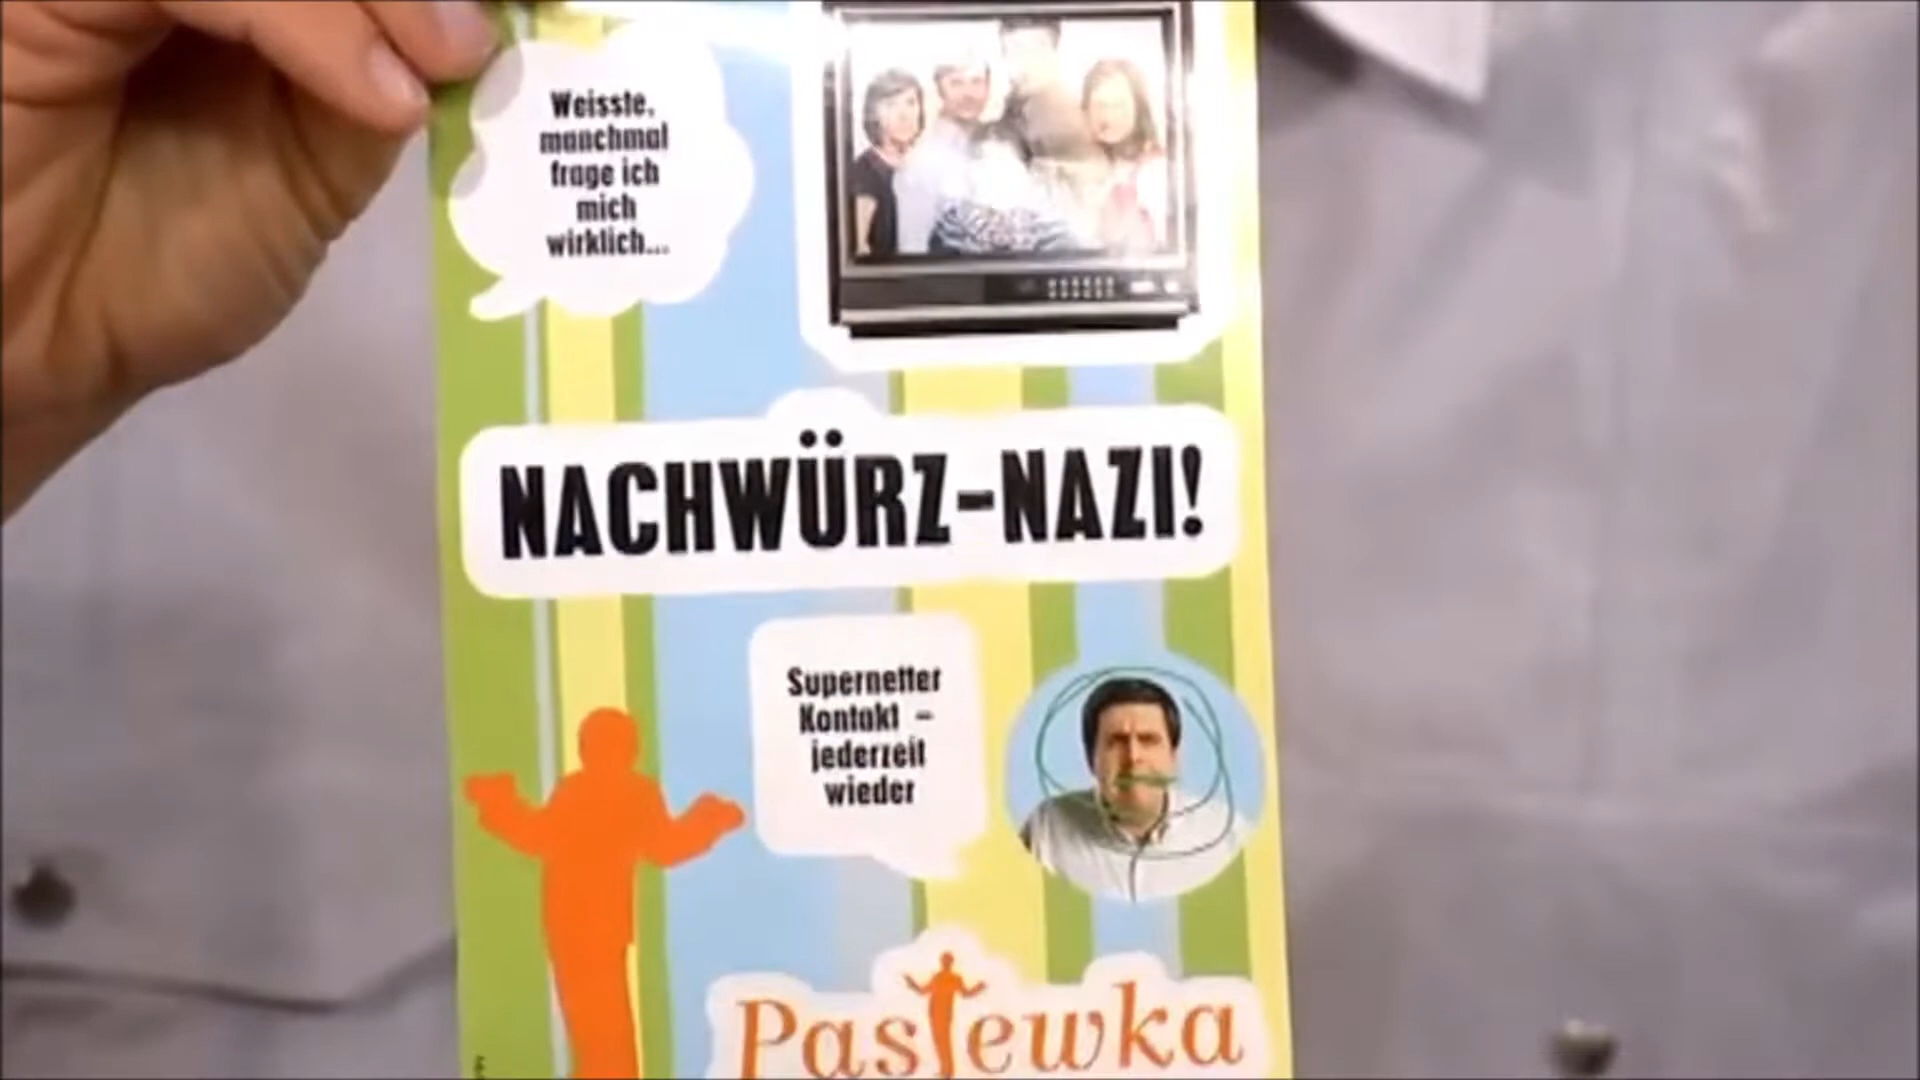 Weisste,
manchmal
frage ich
mich
wirklich...
NACHWÜRZ-NAZI!
Supernetter
Kontakt –
jederzeit
wieder
Pastewka